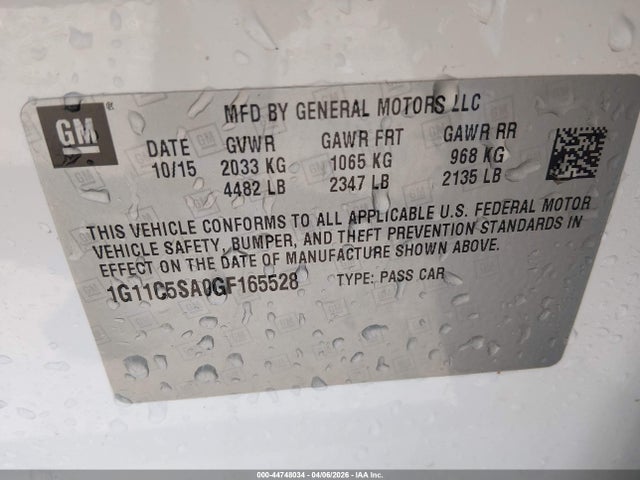 GM
MFD BY GENERAL MOTORS LLC
DATE GVWR GAWR FRT GAWR RR
10/15 2033 KG 1065 KG 968 KG
4482 LB 2347 LB 2135 LB
THIS VEHICLE CONFORMS TO ALL APPLICABLE U.S. FEDERAL MOTOR
VEHICLE SAFETY, BUMPER, AND THEFT PREVENTION STANDARDS IN
EFFECT ON THE DATE OF MANUFACTURE SHOWN ABOVE.
1G11C5SA0GF165528 TYPE: PASS CAR
000-44748034 | 04/06/2026 | IAA Inc.